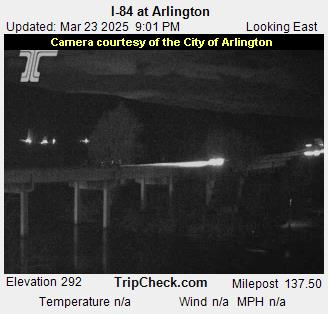 I-84 at Arlington
Updated: Mar 23 2025 9:01 PM Looking East
Camera courtesy of the City of Arlington
Elevation 292 TripCheck.com Milepost 137.50
Temperature n/a Wind n/a MPH n/a